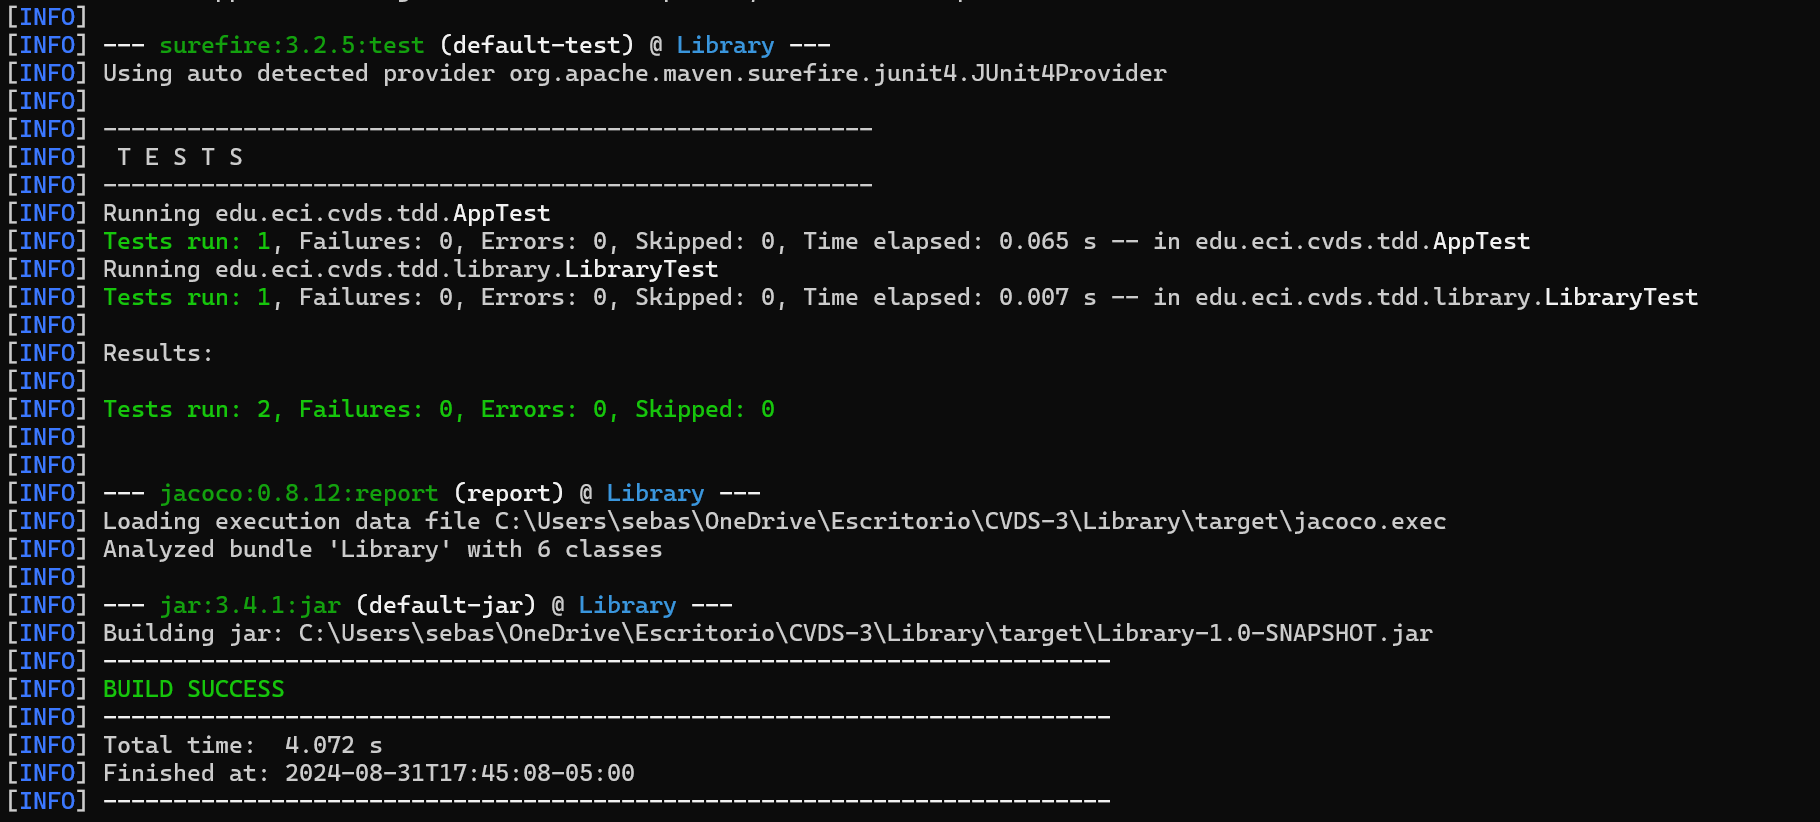 [INFO]
[INFO] --- surefire:3.2.5:test (default-test) @ Library ---
[INFO] Using auto detected provider org.apache.maven.surefire.junit4.JUnit4Provider
[INFO]
[INFO] -------------------------------------------------------
[INFO]  T E S T S
[INFO] -------------------------------------------------------
[INFO] Running edu.eci.cvds.tdd.AppTest
[INFO] Tests run: 1, Failures: 0, Errors: 0, Skipped: 0, Time elapsed: 0.065 s -- in edu.eci.cvds.tdd.AppTest
[INFO] Running edu.eci.cvds.tdd.library.LibraryTest
[INFO] Tests run: 1, Failures: 0, Errors: 0, Skipped: 0, Time elapsed: 0.007 s -- in edu.eci.cvds.tdd.library.LibraryTest
[INFO]
[INFO] Results:
[INFO]
[INFO] Tests run: 2, Failures: 0, Errors: 0, Skipped: 0
[INFO]
[INFO]
[INFO] --- jacoco:0.8.12:report (report) @ Library ---
[INFO] Loading execution data file C:\Users\sebas\OneDrive\Escritorio\CVDS-3\Library\target\jacoco.exec
[INFO] Analyzed bundle 'Library' with 6 classes
[INFO]
[INFO] --- jar:3.4.1:jar (default-jar) @ Library ---
[INFO] Building jar: C:\Users\sebas\OneDrive\Escritorio\CVDS-3\Library\target\Library-1.0-SNAPSHOT.jar
[INFO] ------------------------------------------------------------------------
[INFO] BUILD SUCCESS
[INFO] ------------------------------------------------------------------------
[INFO] Total time:  4.072 s
[INFO] Finished at: 2024-08-31T17:45:08-05:00
[INFO] ------------------------------------------------------------------------